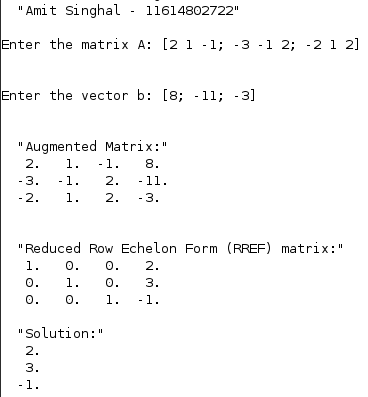 "Amit Singhal - 11614802722"
Enter the matrix A: [2 1 -1; -3 -1 2; -2 1 2]
Enter the vector b: [8; -11; -3]
"Augmented Matrix:"
2. 1. -1. 8.
-3. -1. 2. -11.
-2. 1. 2. -3.
"Reduced Row Echelon Form (RREF) matrix:"
1. 0. 0. 2.
0. 1. 0. 3.
0. 0. 1. -1.
"Solution:"
2.
3.
-1.